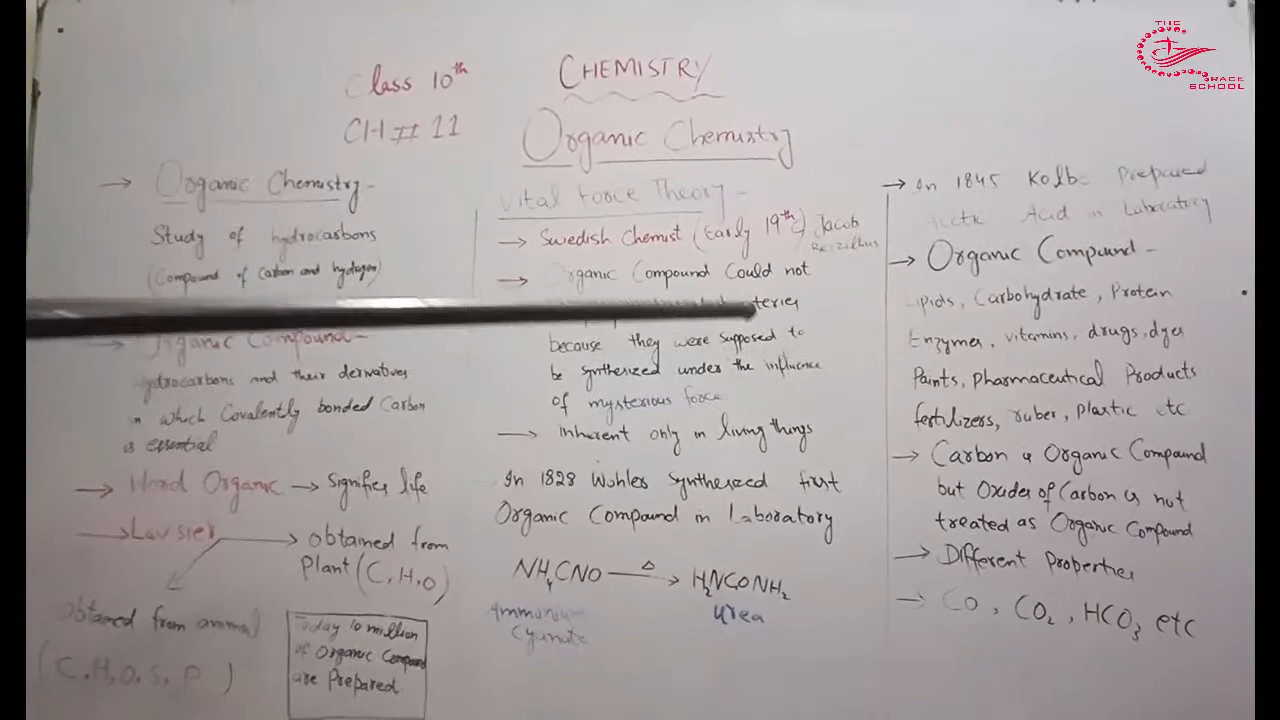 THE
GRACE
SCHOOL
Class 10th
CH # 11
CHEMISTRY
Organic Chemistry
→ Organic Chemistry-
Study of hydrocarbons
(Compound of Carbon and hydrogen)
→ Organic Compound-
Hydrocarbons and their derivatives
in which Covalently bonded Carbon
is essential
→ Word Organic → Signifies life
→ Lavsier → obtained from
Plant (C, H, O)
obtained from animal
(C, H, O, S, P)
Today 10 million
of Organic Compound
are Prepared
Vital Force Theory-
→ Swedish Chemist (Early 19th) Jacob
→ Organic Compound Could not
because they were supposed to
be synthesized under the influence
of mysterious force
→ inherent only in living things
In 1828 Wohler Synthesized first
Organic Compound in Laboratory
NH4CNO —Δ→ H2NCONH2
Ammonium
Cyanate
Urea
→ In 1845 Kolbe Prepared
Acetic Acid in Laboratory
→ Organic Compound-
Lipids, Carbohydrate, Protein
Enzymes, vitamins, drugs, dyes
Paints, Pharmaceutical Products
fertilizers, ruber, Plastic etc
→ Carbon is Organic Compound
but Oxides of Carbon is not
treated as Organic Compound
→ Different Properties
→ CO, CO2, HCO3 etc